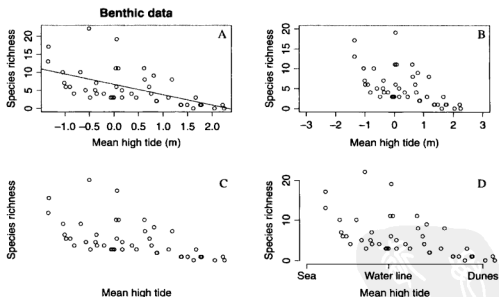 Benthic data
A
Species richness
0 5 10 15 20
-1.0 -0.5 0.0 0.5 1.0 1.5 2.0
Mean high tide (m)
B
Species richness
0 5 10 20
-3 -2 -1 0 1 2 3
Mean high tide (m)
C
Species richness
Mean high tide
D
Species richness
0 10 20
Sea Water line Dunes
Mean high tide